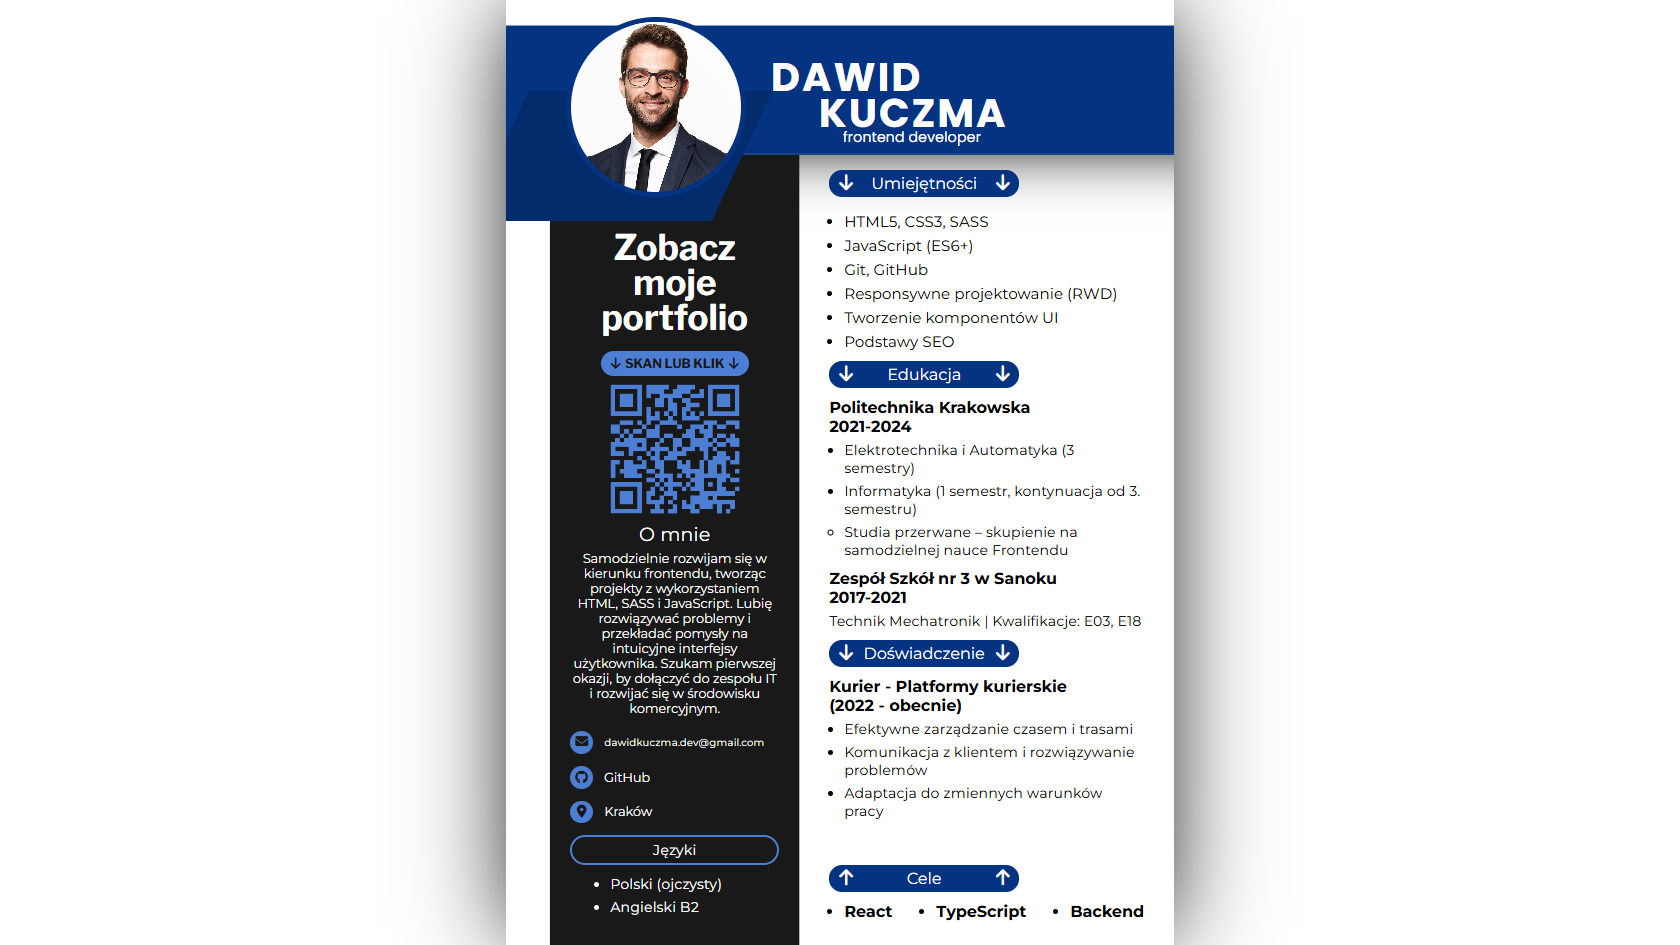 DAWID
KUCZMA
frontend developer
Zobacz
moje
portfolio
SKAN LUB KLIK
O mnie
Samodzielnie rozwijam się w
kierunku frontendu, tworząc
projekty z wykorzystaniem
HTML, SASS i JavaScript. Lubię
rozwiązywać problemy i
przekładać pomysły na
intuicyjne interfejsy
użytkownika. Szukam pierwszej
okazji, by dołączyć do zespołu IT
i rozwijać się w środowisku
komercyjnym.
dawidkuczma.dev@gmail.com
GitHub
Kraków
Języki
Polski (ojczysty)
Angielski B2
Umiejętności
HTML5, CSS3, SASS
JavaScript (ES6+)
Git, GitHub
Responsywne projektowanie (RWD)
Tworzenie komponentów UI
Podstawy SEO
Edukacja
Politechnika Krakowska
2021-2024
Elektrotechnika i Automatyka (3
semestry)
Informatyka (1 semestr, kontynuacja od 3.
semestru)
Studia przerwane – skupienie na
samodzielnej nauce Frontendu
Zespół Szkół nr 3 w Sanoku
2017-2021
Technik Mechatronik | Kwalifikacje: E03, E18
Doświadczenie
Kurier - Platformy kurierskie
(2022 - obecnie)
Efektywne zarządzanie czasem i trasami
Komunikacja z klientem i rozwiązywanie
problemów
Adaptacja do zmiennych warunków
pracy
Cele
React TypeScript Backend